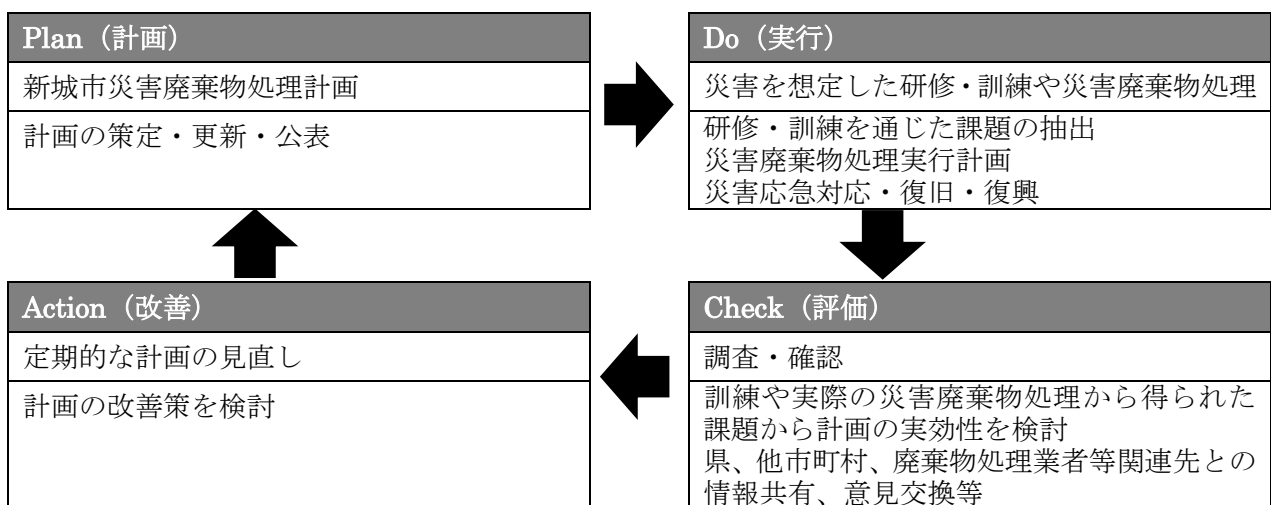 Plan（計画）
新城市災害廃棄物処理計画
計画の策定・更新・公表
Do（実行）
災害を想定した研修・訓練や災害廃棄物処理
研修・訓練を通じた課題の抽出
災害廃棄物処理実行計画
災害応急対応・復旧・復興
Check（評価）
調査・確認
訓練や実際の災害廃棄物処理から得られた
課題から計画の実効性を検討
県、他市町村、廃棄物処理業者等関連先との
情報共有、意見交換等
Action（改善）
定期的な計画の見直し
計画の改善策を検討